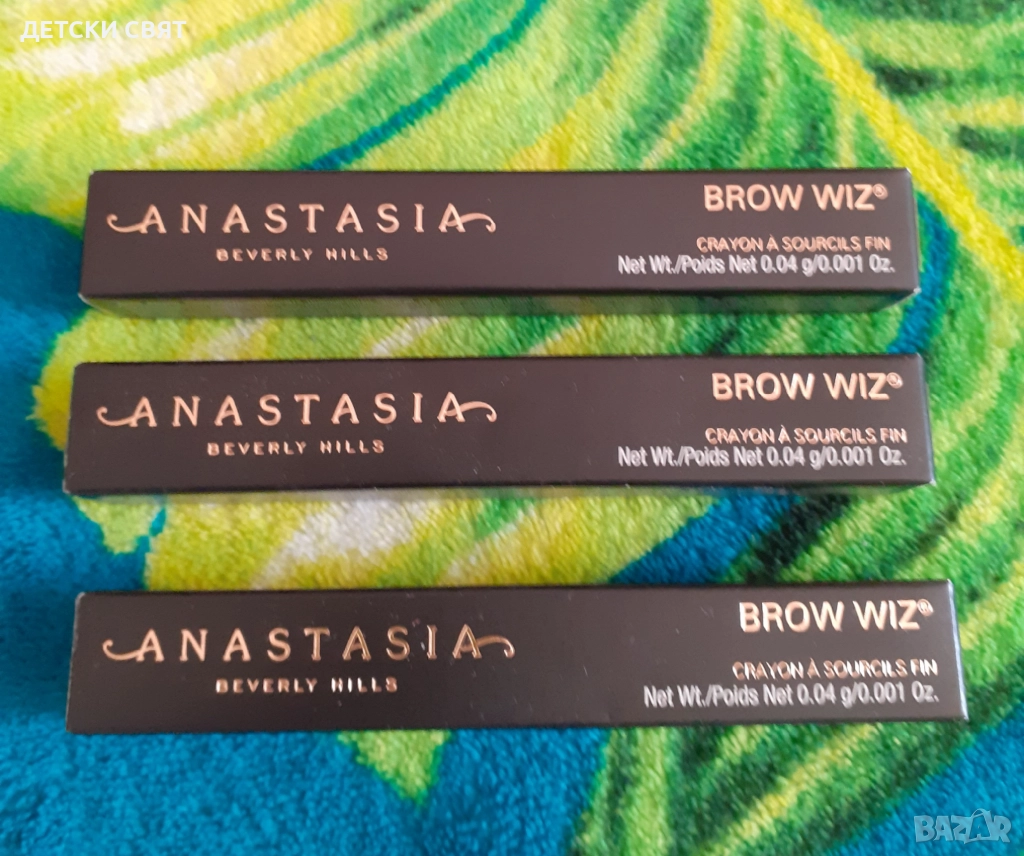 ДЕТСКИ СВЯТ
ANASTASIA
BEVERLY HILLS
BROW WIZ®
CRAYON À SOURCILS FIN
Net Wt./Poids Net 0.04 g/0.001 Oz.
ANASTASIA
BEVERLY HILLS
BROW WIZ®
CRAYON À SOURCILS FIN
Net Wt./Poids Net 0.04 g/0.001 Oz.
ANASTASIA
BEVERLY HILLS
BROW WIZ®
CRAYON À SOURCILS FIN
Net Wt./Poids Net 0.04 g/0.001 Oz.
BAZAR